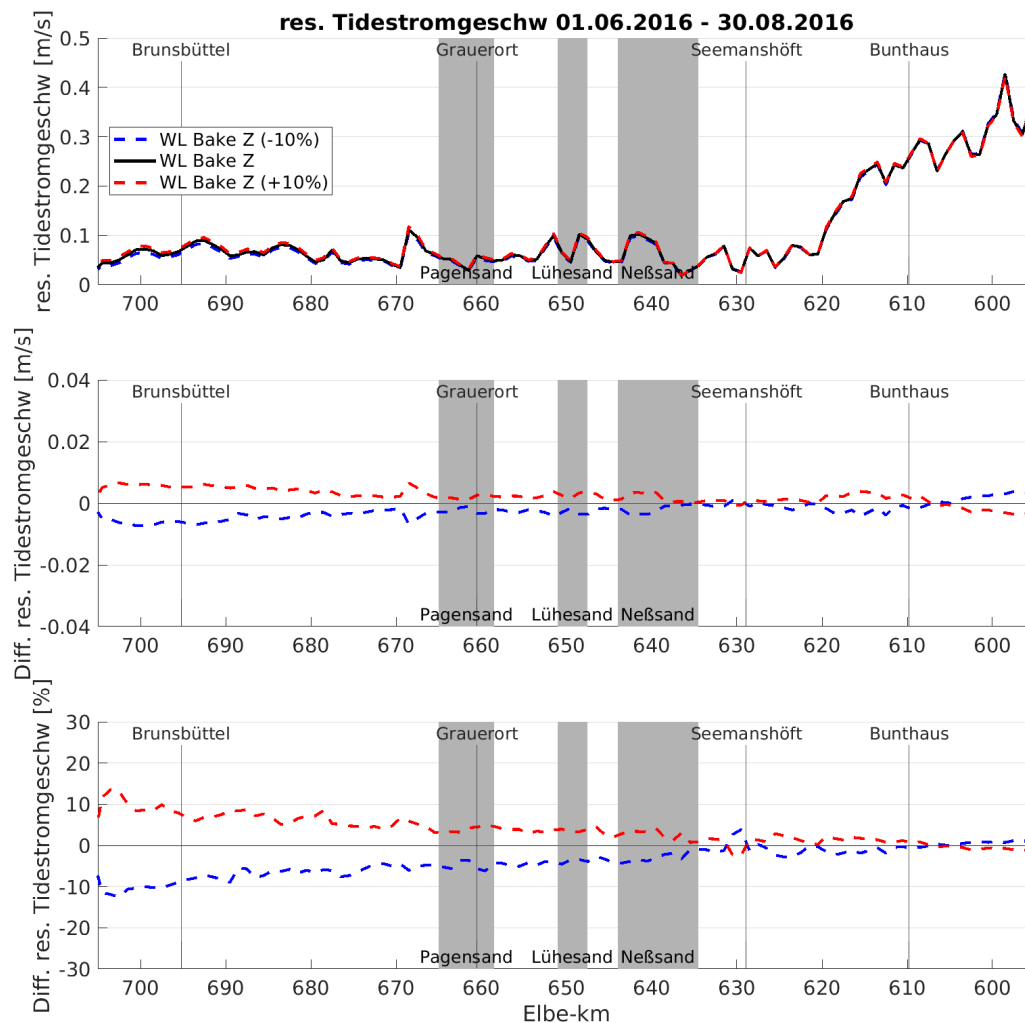 res. Tidestromgeschw 01.06.2016 - 30.08.2016
res. Tidestromgeschw [m/s]
0.5
0.4
0.3
0.2
0.1
0
Brunsbüttel
Grauerort
Seemanshöft
Bunthaus
WL Bake Z (-10%)
WL Bake Z
WL Bake Z (+10%)
Pagensand
Lühesand
Neßsand
700
690
680
670
660
650
640
630
620
610
600
Diff. res. Tidestromgeschw [m/s]
0.04
0.02
0
-0.02
-0.04
Brunsbüttel
Grauerort
Seemanshöft
Bunthaus
Pagensand
Lühesand
Neßsand
700
690
680
670
660
650
640
630
620
610
600
Diff. res. Tidestromgeschw [%]
30
20
10
0
-10
-20
-30
Brunsbüttel
Grauerort
Seemanshöft
Bunthaus
Pagensand
Lühesand
Neßsand
700
690
680
670
660
650
640
630
620
610
600
Elbe-km